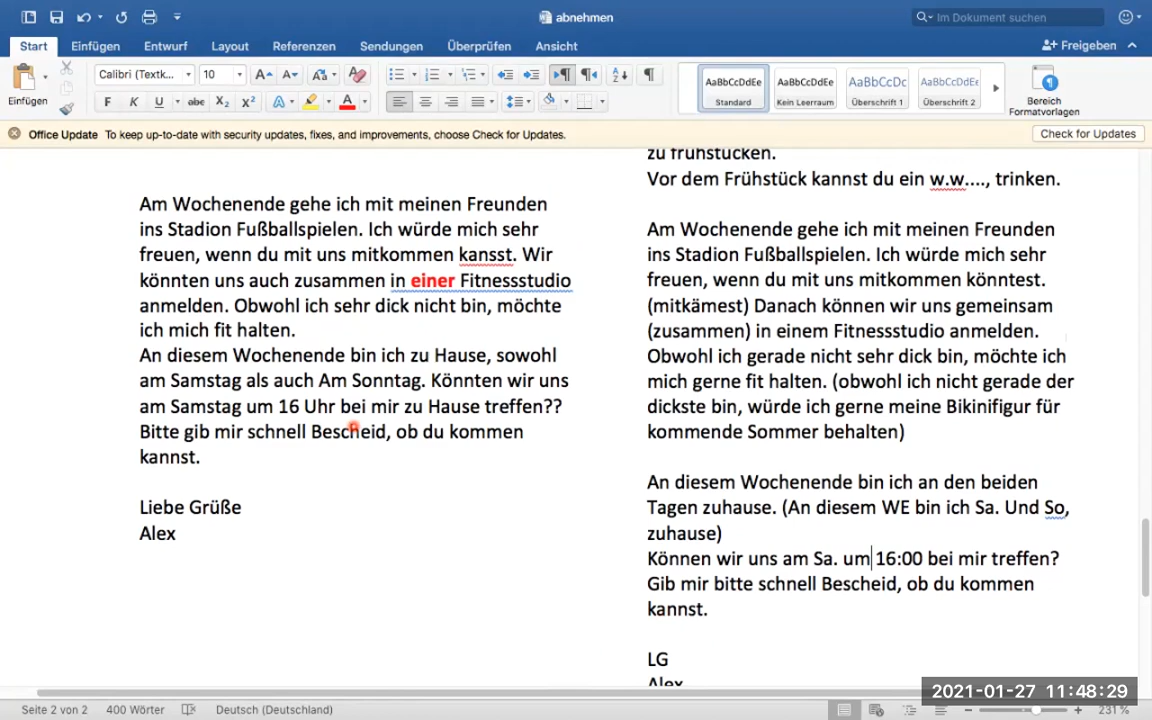 abnehmen
Im Dokument suchen
Start
Einfügen
Entwurf
Layout
Referenzen
Sendungen
Überprüfen
Ansicht
Freigeben
Einfügen
Calibri (Textk...
10
F K U abc X₂ X²
AaBbCcDdEe
Standard
AaBbCcDdEe
Kein Leerraum
AaBbCcDc
Überschrift 1
AaBbCcDdEe
Überschrift 2
Bereich
Formatvorlagen
Office Update To keep up-to-date with security updates, fixes, and improvements, choose Check for Updates.
Check for Updates
Am Wochenende gehe ich mit meinen Freunden
ins Stadion Fußballspielen. Ich würde mich sehr
freuen, wenn du mit uns mitkommen kansst. Wir
könnten uns auch zusammen in einer Fitnessstudio
anmelden. Obwohl ich sehr dick nicht bin, möchte
ich mich fit halten.
An diesem Wochenende bin ich zu Hause, sowohl
am Samstag als auch Am Sonntag. Könnten wir uns
am Samstag um 16 Uhr bei mir zu Hause treffen??
Bitte gib mir schnell Bescheid, ob du kommen
kannst.
Liebe Grüße
Alex
zu frühstücken.
Vor dem Frühstück kannst du ein w.w...., trinken.
Am Wochenende gehe ich mit meinen Freunden
ins Stadion Fußballspielen. Ich würde mich sehr
freuen, wenn du mit uns mitkommen könntest.
(mitkämest) Danach können wir uns gemeinsam
(zusammen) in einem Fitnessstudio anmelden.
Obwohl ich gerade nicht sehr dick bin, möchte ich
mich gerne fit halten. (obwohl ich nicht gerade der
dickste bin, würde ich gerne meine Bikinifigur für
kommende Sommer behalten)
An diesem Wochenende bin ich an den beiden
Tagen zuhause. (An diesem WE bin ich Sa. Und So,
zuhause)
Können wir uns am Sa. um 16:00 bei mir treffen?
Gib mir bitte schnell Bescheid, ob du kommen
kannst.
LG
Alex
2021-01-27 11:48:29
Seite 2 von 2
400 Wörter
Deutsch (Deutschland)
231 %